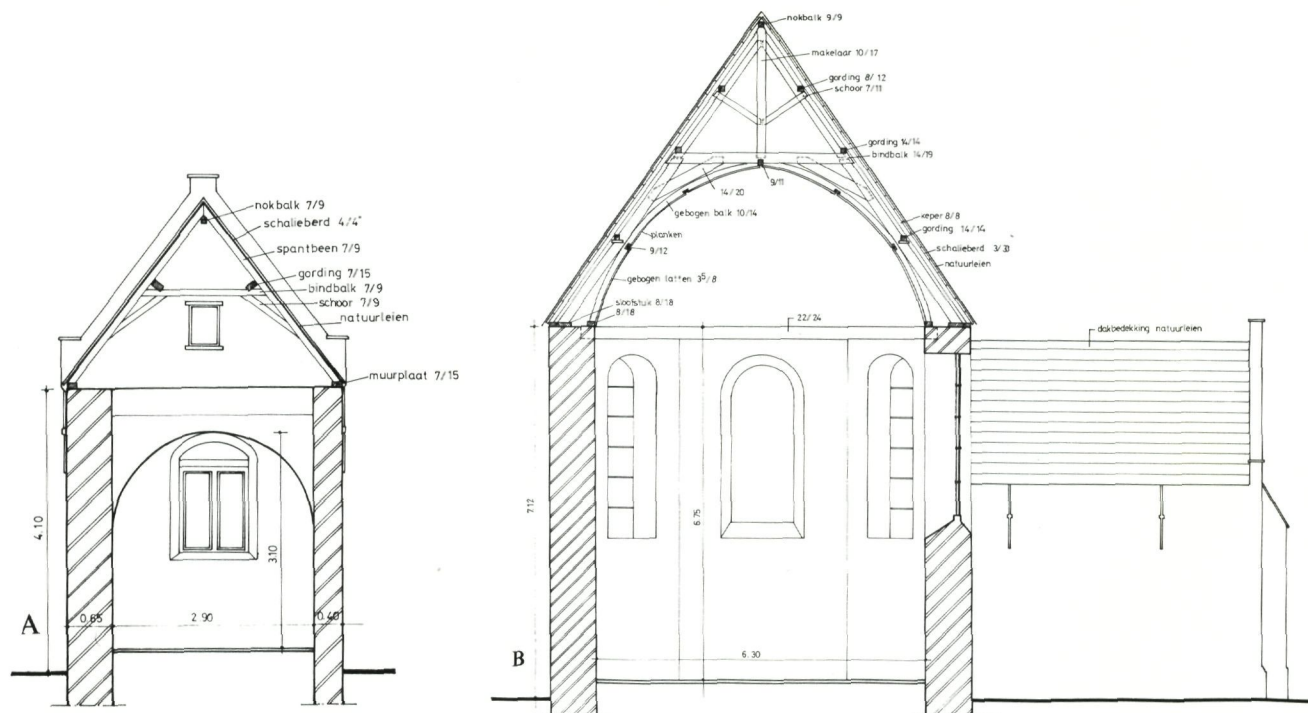 nokbalk 7/9
schalieberd 4/4"
spantbeen 7/9
gording 7/15
bindbalk 7/9
schoor 7/9
natuurleien
muurplaat 7/15
4.10
3.10
0.65
2.90
0.40
A
nokbalk 9/9
makelaar 10/17
gording 8/12
schoor 7/11
gording 14/14
bindbalk 14/19
9/11
14/20
gebogen balk 10/14
planken
9/12
gebogen latten 3⁵/8
keper 8/8
gording 14/14
schalieberd
natuurleien
slootstuk 8/18
8/18
22/24
dakbedekking natuurleien
7.12
6.75
6.30
B